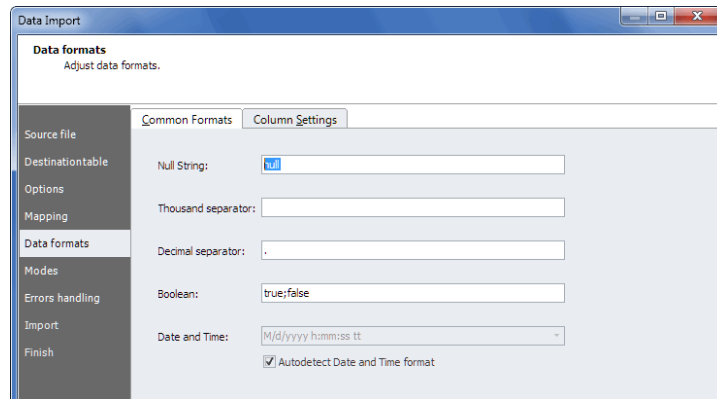 Data Import
Data formats
Adjust data formats.
Common Formats
Column Settings
Source file
Destinationtable
Options
Mapping
Data formats
Modes
Errors handling
Import
Finish
Null String:
null
Thousand separator:
Decimal separator:
.
Boolean:
true;false
Date and Time:
M/d/yyyy h:mm:ss tt
Autodetect Date and Time format